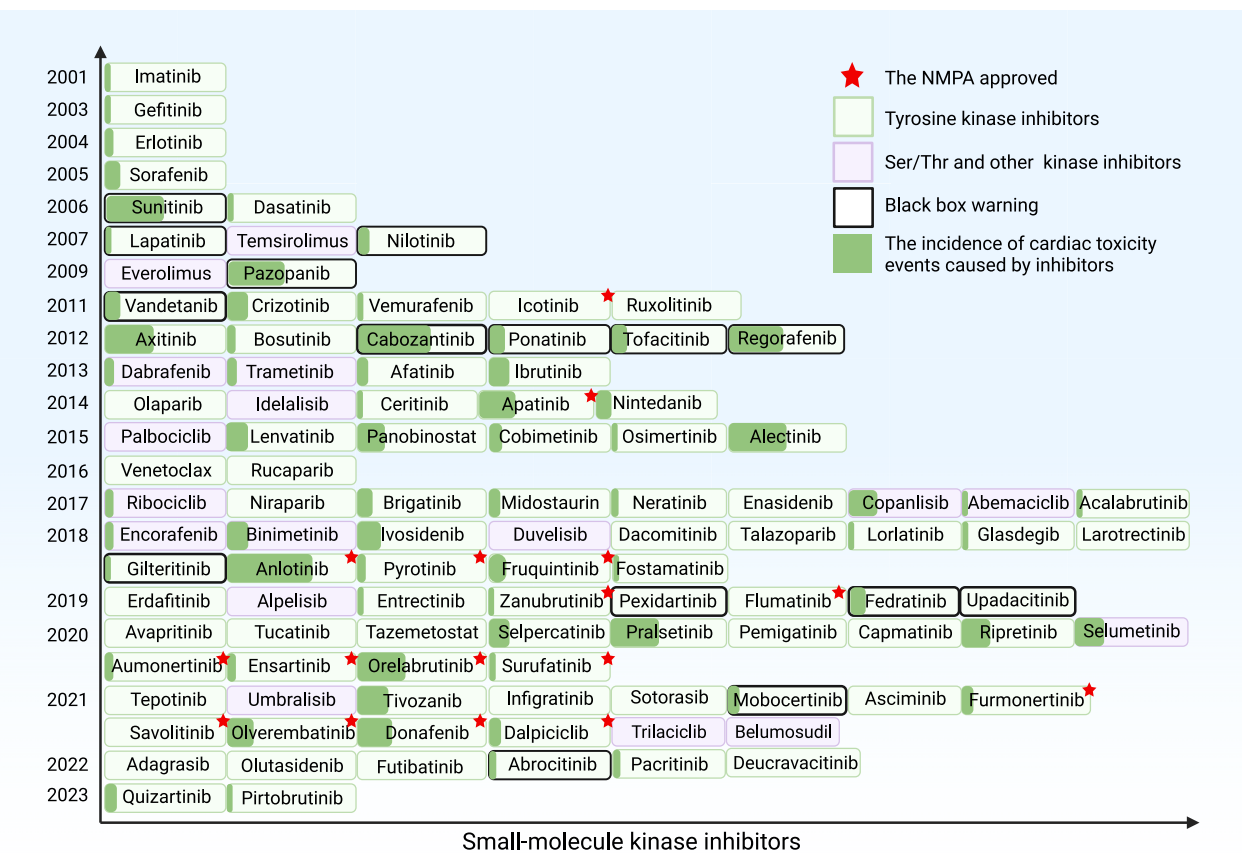 2001 Imatinib
2003 Gefitinib
2004 Erlotinib
2005 Sorafenib
2006 Sunitinib Dasatinib
2007 Lapatinib Temsirolimus Nilotinib
2009 Everolimus Pazopanib
2011 Vandetanib Crizotinib Vemurafenib Icotinib Ruxolitinib
2012 Axitinib Bosutinib Cabozantinib Ponatinib Tofacitinib Regorafenib
2013 Dabrafenib Trametinib Afatinib Ibrutinib
2014 Olaparib Idelalisib Ceritinib Apatinib Nintedanib
2015 Palbociclib Lenvatinib Panobinostat Cobimetinib Osimertinib Alectinib
2016 Venetoclax Rucaparib
2017 Ribociclib Niraparib Brigatinib Midostaurin Neratinib Enasidenib Copanlisib Abemaciclib Acalabrutinib
2018 Encorafenib Binimetinib Ivosidenib Duvelisib Dacomitinib Talazoparib Lorlatinib Glasdegib Larotrectinib
Gilteritinib Anlotinib Pyrotinib Fruquintinib Fostamatinib
2019 Erdafitinib Alpelisib Entrectinib Zanubrutinib Pexidartinib Flumatinib Fedratinib Upadacitinib
2020 Avapritinib Tucatinib Tazemetostat Selpercatinib Pralsetinib Pemigatinib Capmatinib Ripretinib Selumetinib
Aumonertinib Ensartinib Orelabrutinib Surufatinib
2021 Tepotinib Umbralisib Tivozanib Infigratinib Sotorasib Mobocertinib Asciminib Furmonertinib
Savolitinib Olverembatinib Donafenib Dalpiciclib Trilaciclib Belumosudil
2022 Adagrasib Olutasidenib Futibatinib Abrocitinib Pacritinib Deucravacitinib
2023 Quizartinib Pirtobrutinib
Small-molecule kinase inhibitors
The NMPA approved
Tyrosine kinase inhibitors
Ser/Thr and other kinase inhibitors
Black box warning
The incidence of cardiac toxicity
events caused by inhibitors